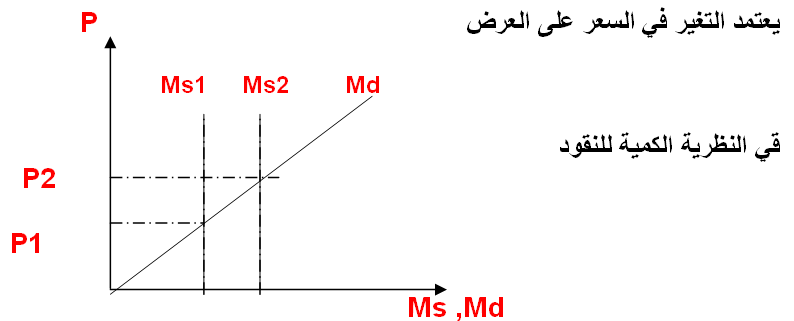 يعتمد التغير في السعر على العرض
P
Ms1 Ms2 Md
قي النظرية الكمية للنقود
P2
P1
Ms ,Md